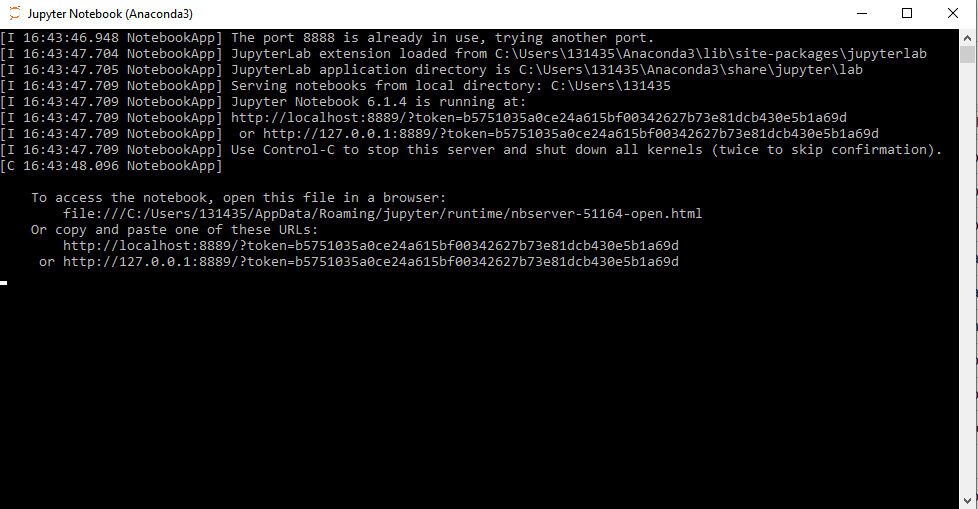 Jupyter Notebook (Anaconda3)
[I 16:43:46.948 NotebookApp] The port 8888 is already in use, trying another port.
[I 16:43:47.704 NotebookApp] JupyterLab extension loaded from C:\Users\131435\Anaconda3\lib\site-packages\jupyterlab
[I 16:43:47.705 NotebookApp] JupyterLab application directory is C:\Users\131435\Anaconda3\share\jupyter\lab
[I 16:43:47.709 NotebookApp] Serving notebooks from local directory: C:\Users\131435
[I 16:43:47.709 NotebookApp] Jupyter Notebook 6.1.4 is running at:
[I 16:43:47.709 NotebookApp] http://localhost:8889/?token=b5751035a0ce24a615bf00342627b73e81dcb430e5b1a69d
[I 16:43:47.709 NotebookApp]  or http://127.0.0.1:8889/?token=b5751035a0ce24a615bf00342627b73e81dcb430e5b1a69d
[I 16:43:47.709 NotebookApp] Use Control-C to stop this server and shut down all kernels (twice to skip confirmation).
[C 16:43:48.096 NotebookApp]
To access the notebook, open this file in a browser:
file:///C:/Users/131435/AppData/Roaming/jupyter/runtime/nbserver-51164-open.html
Or copy and paste one of these URLs:
http://localhost:8889/?token=b5751035a0ce24a615bf00342627b73e81dcb430e5b1a69d
or http://127.0.0.1:8889/?token=b5751035a0ce24a615bf00342627b73e81dcb430e5b1a69d